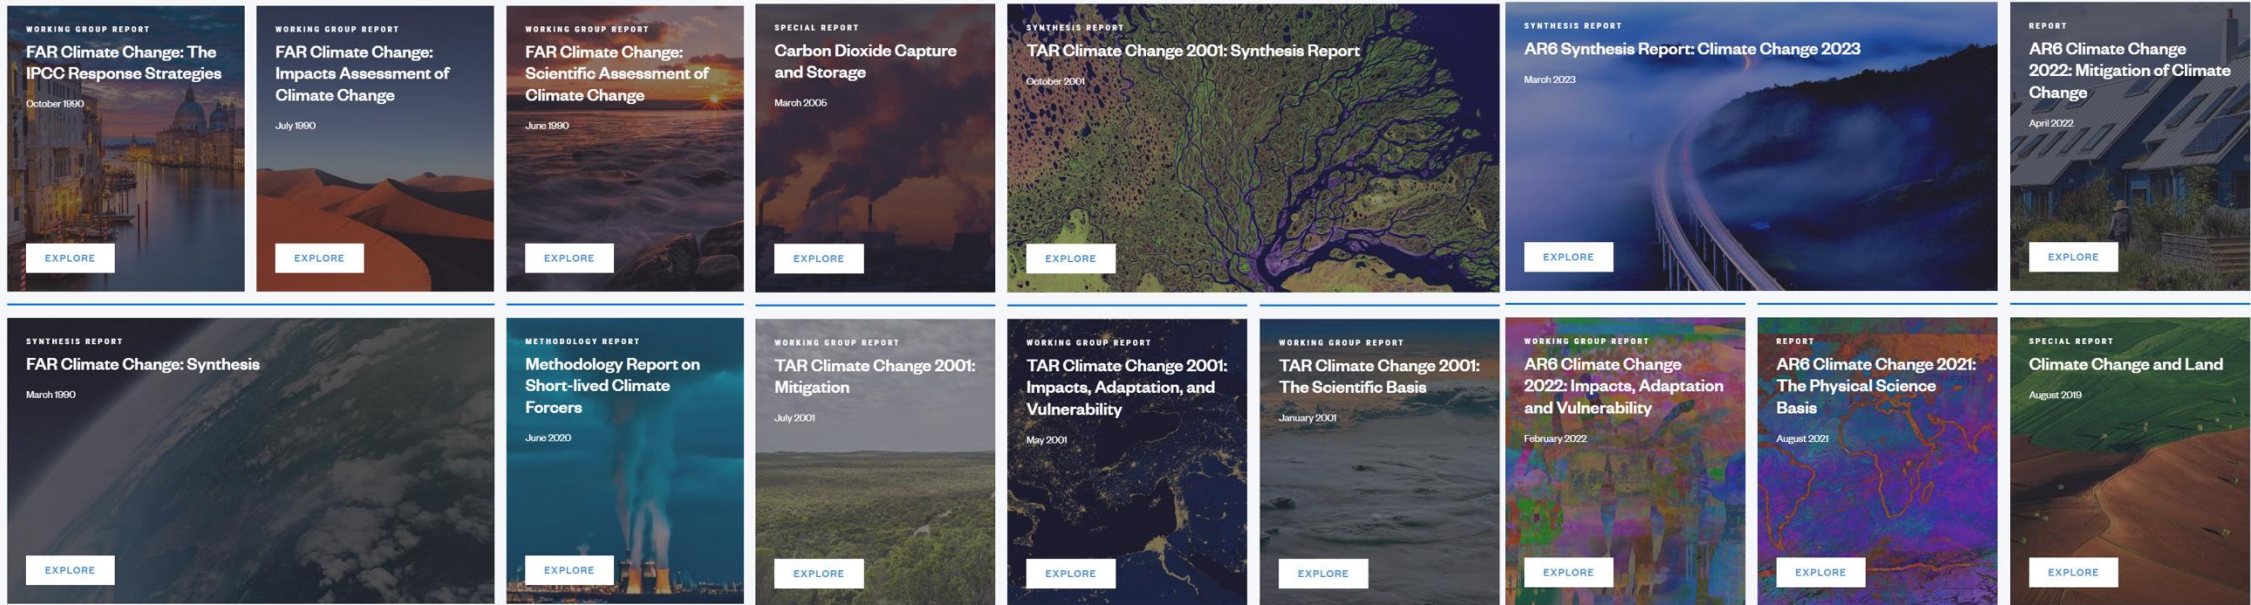 WORKING GROUP REPORT
FAR Climate Change: The
IPCC Response Strategies
October 1990
EXPLORE
WORKING GROUP REPORT
FAR Climate Change:
Impacts Assessment of
Climate Change
July 1990
EXPLORE
WORKING GROUP REPORT
FAR Climate Change:
Scientific Assessment of
Climate Change
June 1990
EXPLORE
SPECIAL REPORT
Carbon Dioxide Capture
and Storage
March 2005
EXPLORE
SYNTHESIS REPORT
TAR Climate Change 2001: Synthesis Report
October 2001
EXPLORE
SYNTHESIS REPORT
AR6 Synthesis Report: Climate Change 2023
March 2023
EXPLORE
REPORT
AR6 Climate Change
2022: Mitigation of Climate
Change
April 2022
EXPLORE
SYNTHESIS REPORT
FAR Climate Change: Synthesis
March 1990
EXPLORE
METHODOLOGY REPORT
Methodology Report on
Short-lived Climate
Forcers
June 2020
EXPLORE
WORKING GROUP REPORT
TAR Climate Change 2001:
Mitigation
July 2001
EXPLORE
WORKING GROUP REPORT
TAR Climate Change 2001:
Impacts, Adaptation, and
Vulnerability
May 2001
EXPLORE
WORKING GROUP REPORT
TAR Climate Change 2001:
The Scientific Basis
January 2001
EXPLORE
WORKING GROUP REPORT
AR6 Climate Change
2022: Impacts, Adaptation
and Vulnerability
February 2022
EXPLORE
REPORT
AR6 Climate Change 2021:
The Physical Science
Basis
August 2021
EXPLORE
SPECIAL REPORT
Climate Change and Land
August 2019
EXPLORE